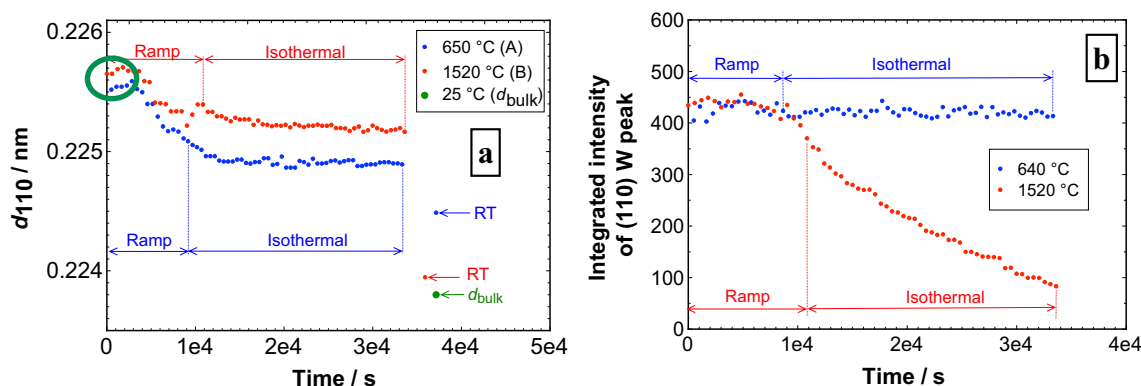 0.226
0.225
0.224
d110 / nm
0
1e4
2e4
3e4
4e4
5e4
Time / s
Ramp
Isothermal
650 °C (A)
1520 °C (B)
25 °C (dbulk)
a
RT
Ramp
Isothermal
RT
dbulk
600
500
400
300
200
100
0
Integrated intensity
of (110) W peak
0
1e4
2e4
3e4
4e4
Time / s
Ramp
Isothermal
b
640 °C
1520 °C
Ramp
Isothermal